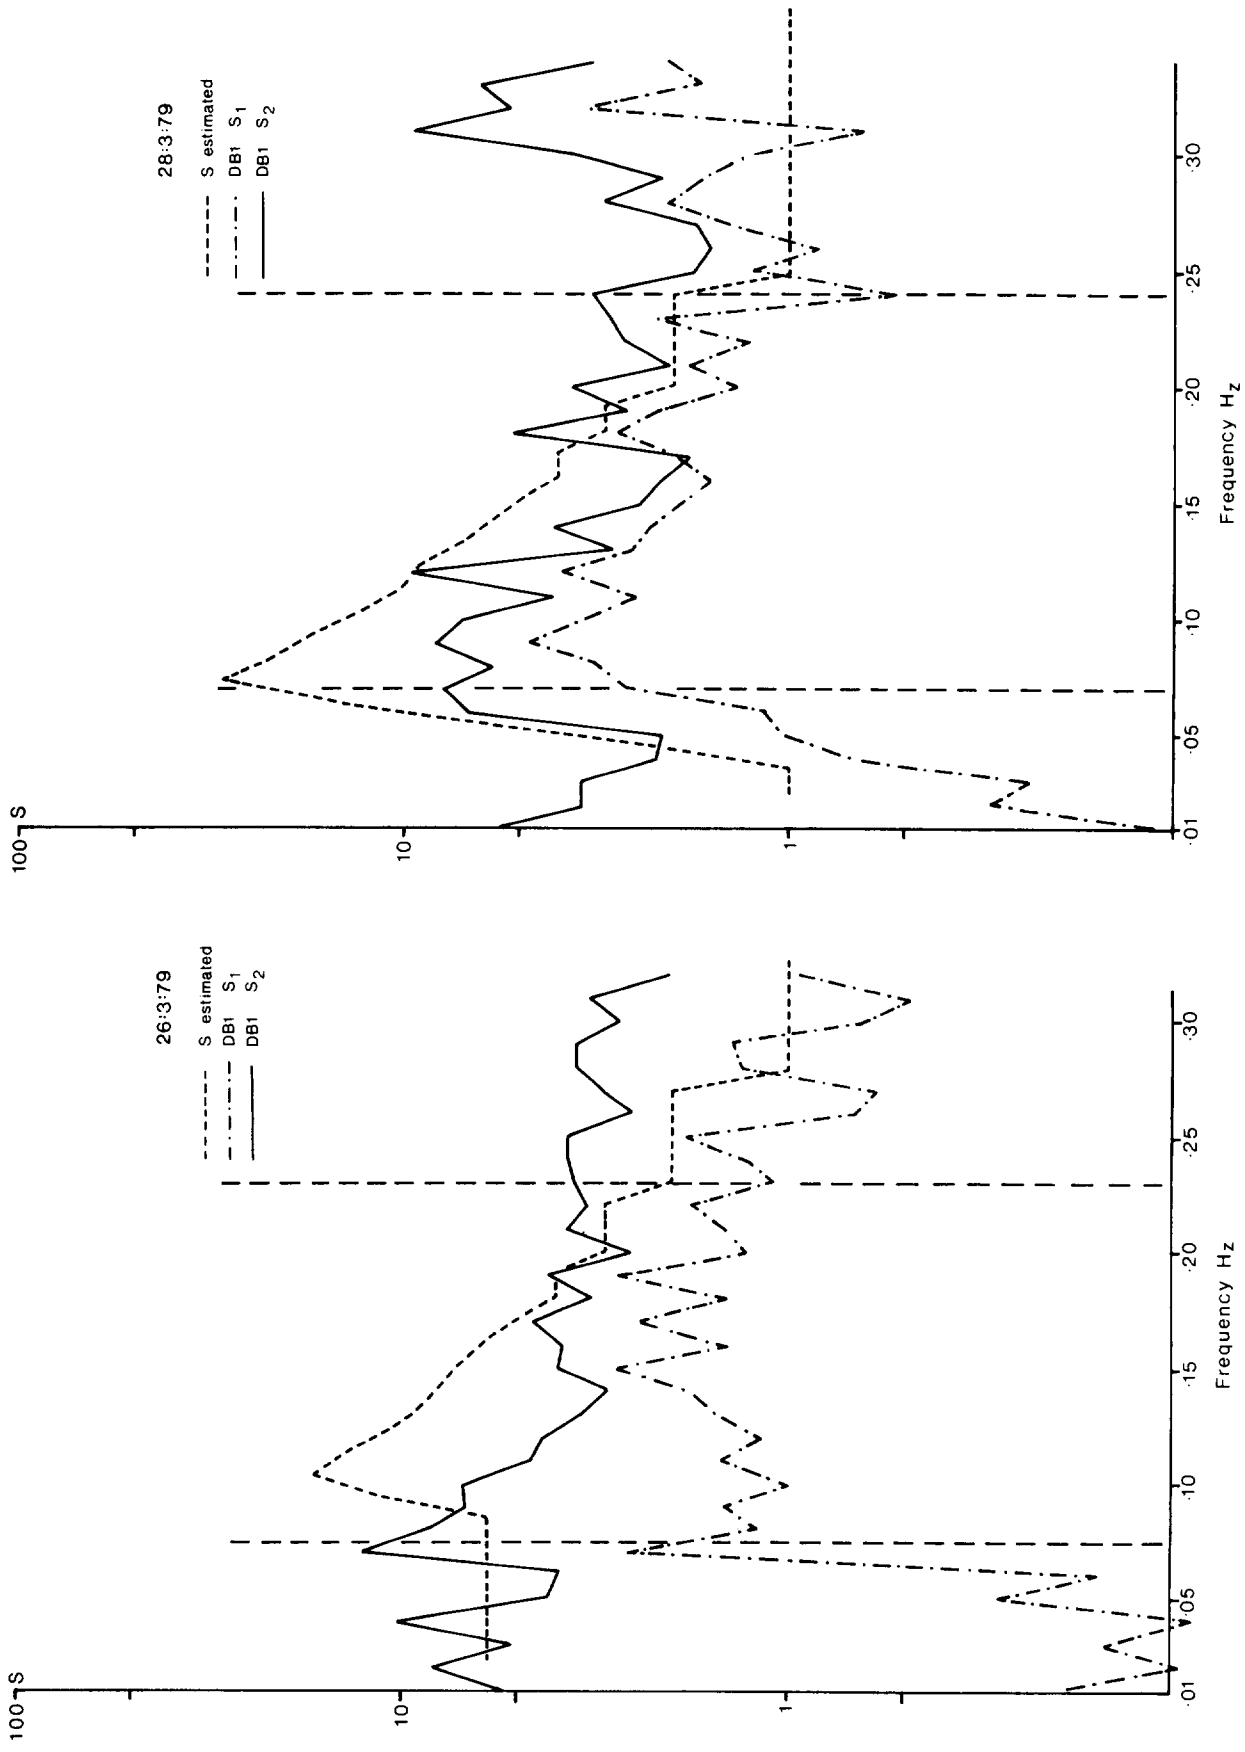 26:3:79
S estimated
DB1 S1
DB1 S2
100 S
10
1
·01
·05
·10
·15
·20
·25
·30
Frequency Hz
28:3:79
S estimated
DB1 S1
DB1 S2
100 S
10
1
·01
·05
·10
·15
·20
·25
·30
Frequency Hz